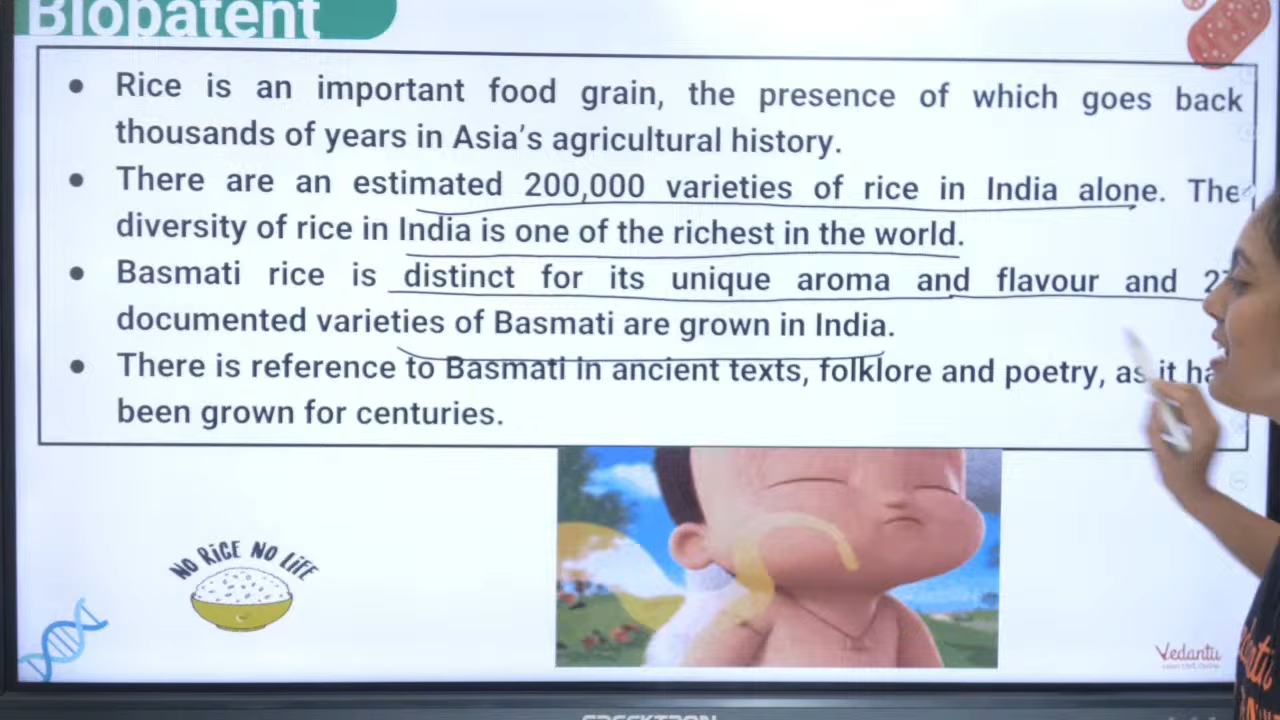 Biopatent
Rice is an important food grain, the presence of which goes back
thousands of years in Asia's agricultural history.
There are an estimated 200,000 varieties of rice in India alone. The
diversity of rice in India is one of the richest in the world.
Basmati rice is distinct for its unique aroma and flavour and
documented varieties of Basmati are grown in India.
There is reference to Basmati in ancient texts, folklore and poetry, as it
been grown for centuries.
NO RiCE NO LiFE
Vedantu